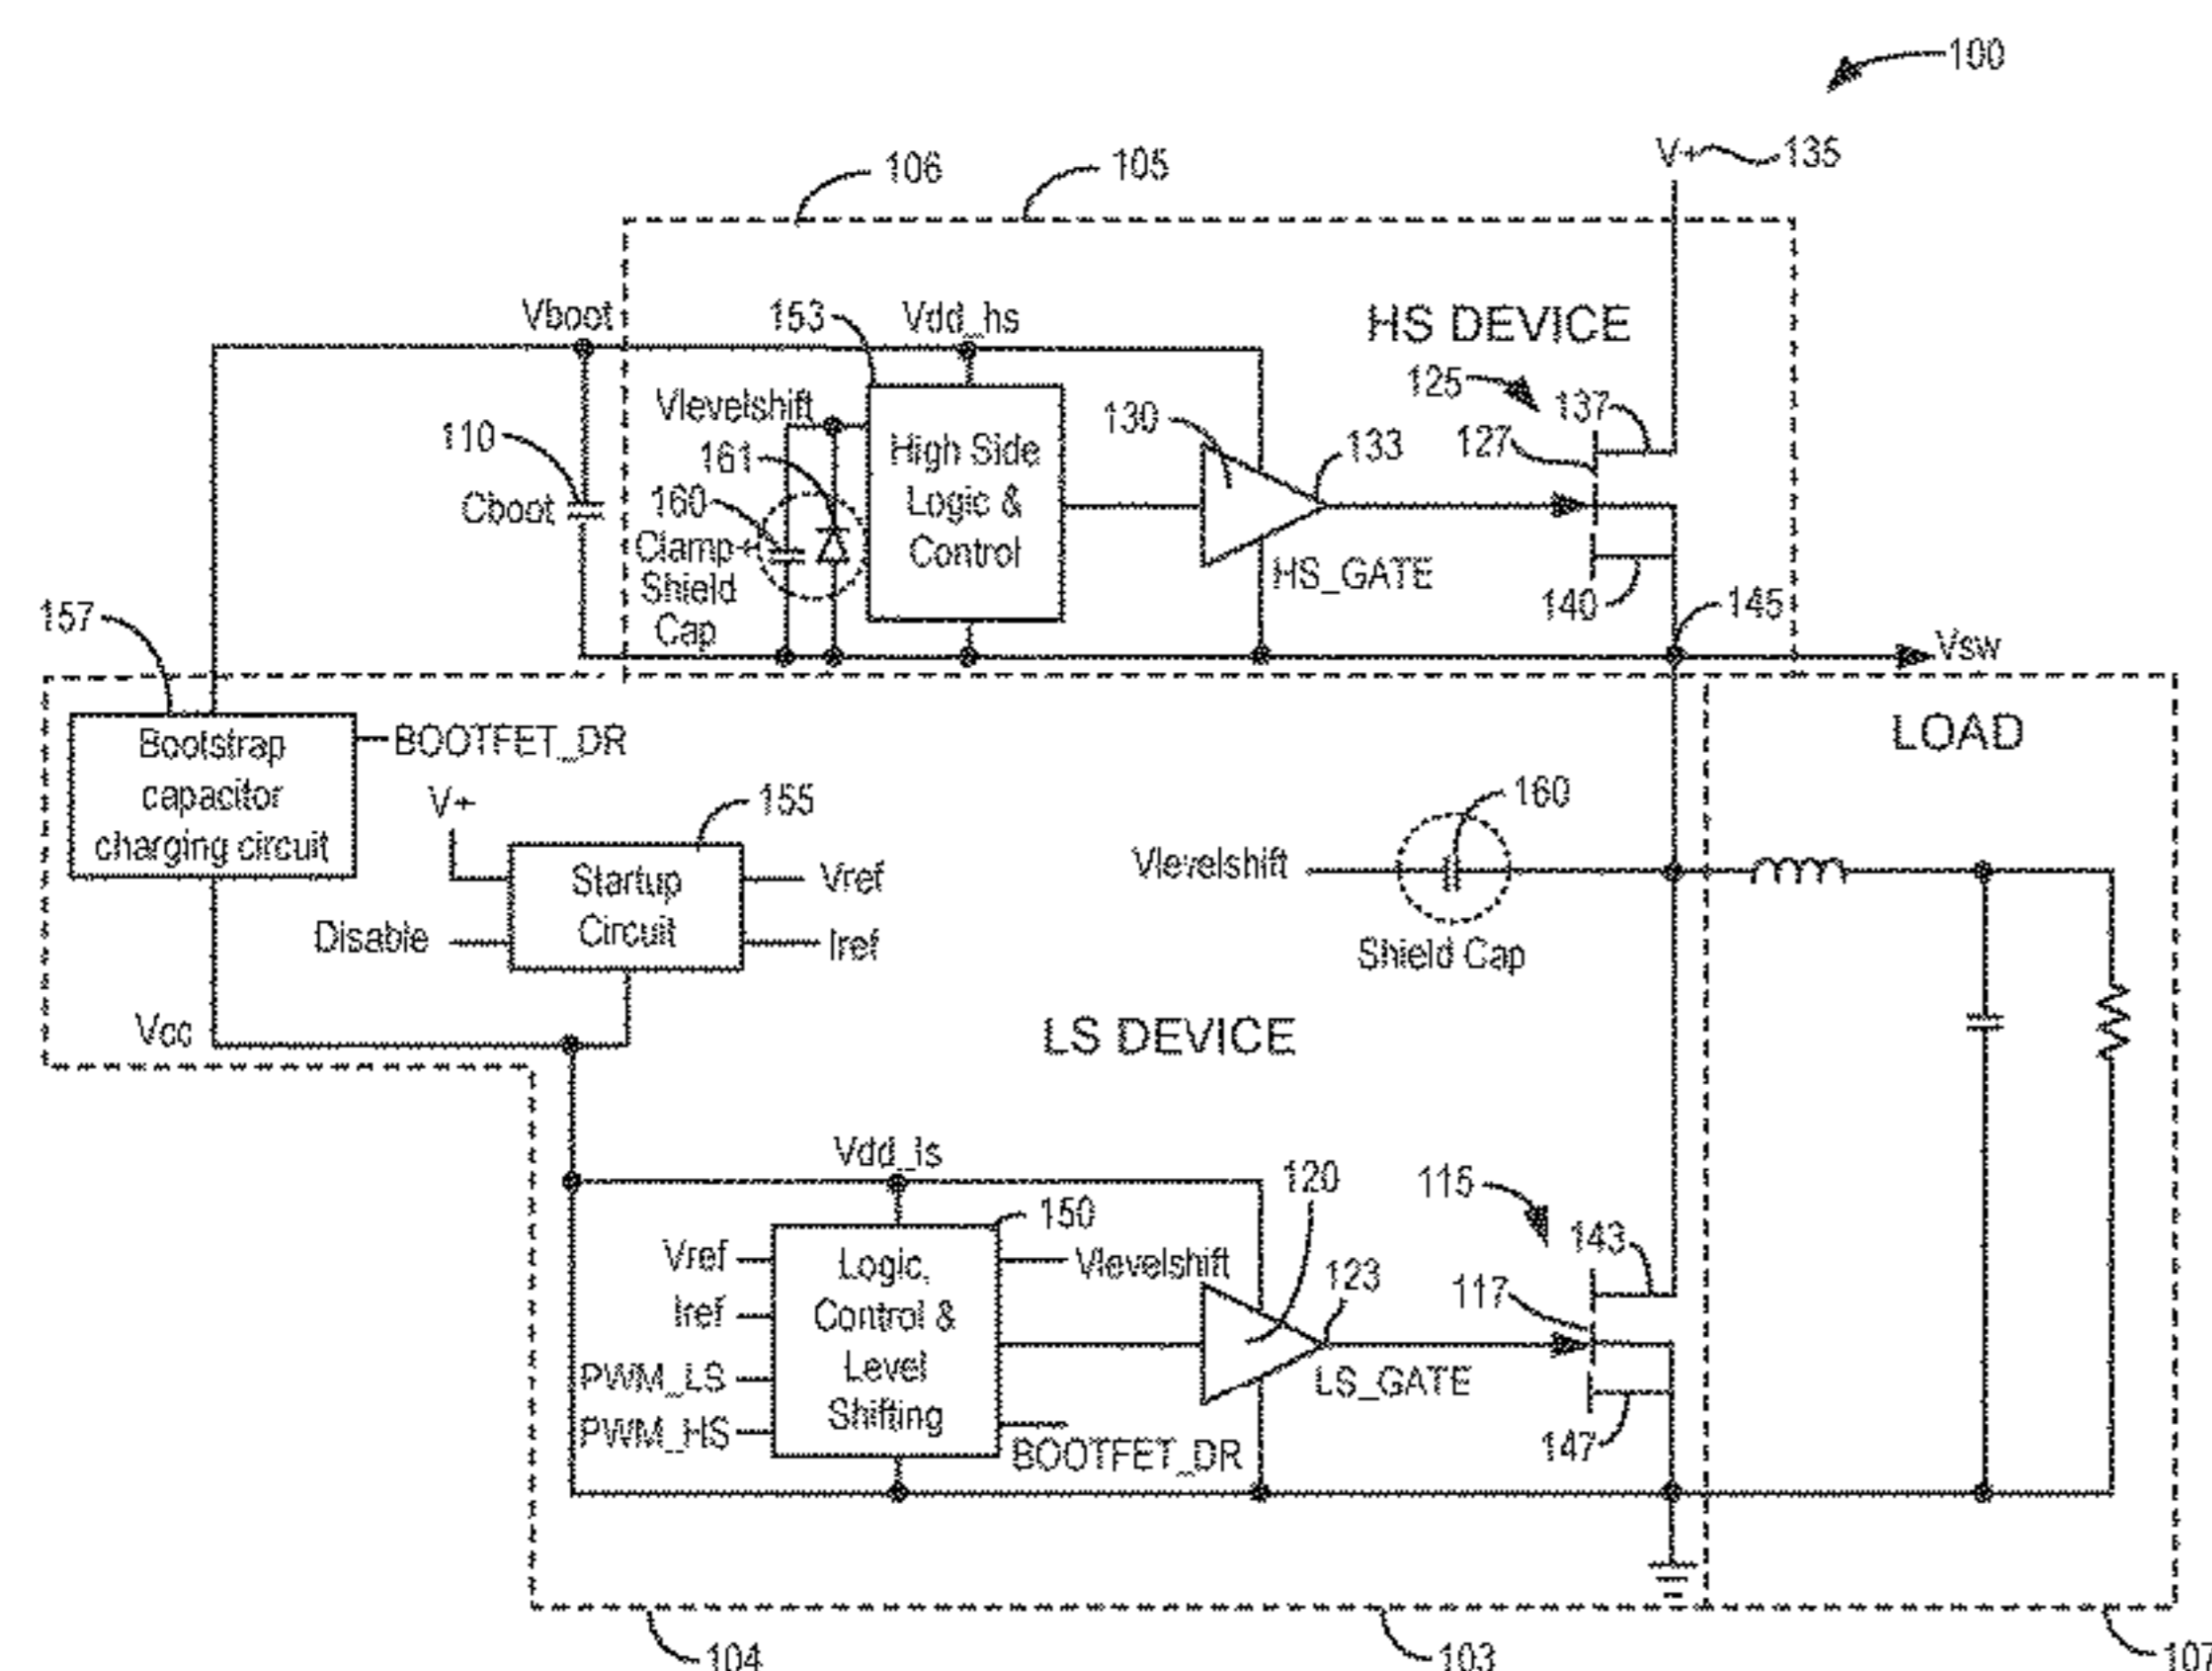 100
V+
135
106
105
Vboot
153
Vdd_hs
HS DEVICE
125
137
Vlevelshift
110
161
High Side
Logic &
Control
130
133
127
Cboot
160
Clamp
Shield
Cap
HS_GATE
140
145
157
Vsw
Bootstrap
capacitor
charging circuit
BOOTFET_DR
LOAD
V+
155
160
Startup
Circuit
Vref
Vlevelshift
Disable
Iref
Shield Cap
Vcc
LS DEVICE
Vdd_ls
120
115
150
143
Vref
Logic,
Control &
Level
Shifting
Vlevelshift
123
117
Iref
PWM_LS
LS_GATE
PWM_HS
BOOTFET_DR
147
104
103
107